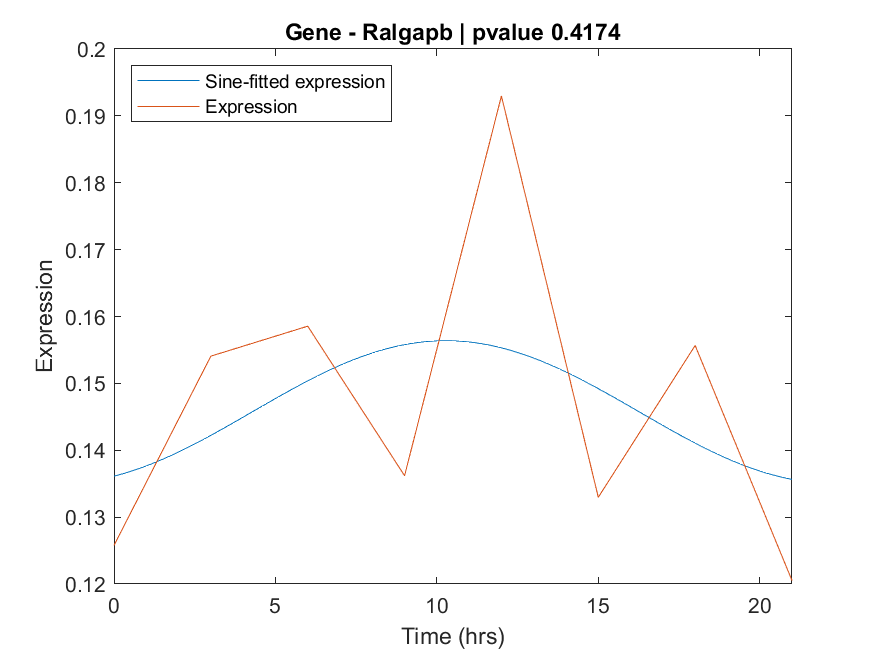 Gene - Ralgapb | pvalue 0.4174
Sine-fitted expression
Expression
0.2
0.19
0.18
0.17
0.16
0.15
0.14
0.13
0.12
Expression
0
5
10
15
20
Time (hrs)